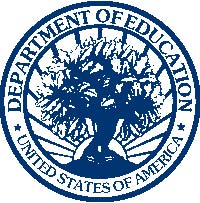 DEPARTMENT OF EDUCATION
★ UNITED STATES OF AMERICA ★